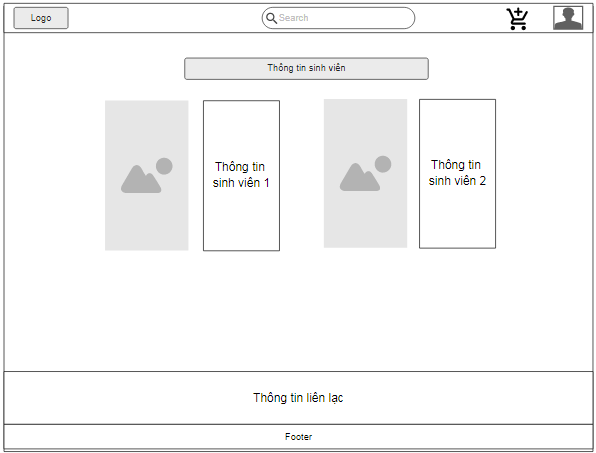 Logo
Search
Thông tin sinh viên
Thông tin
sinh viên 1
Thông tin
sinh viên 2
Thông tin liên lạc
Footer